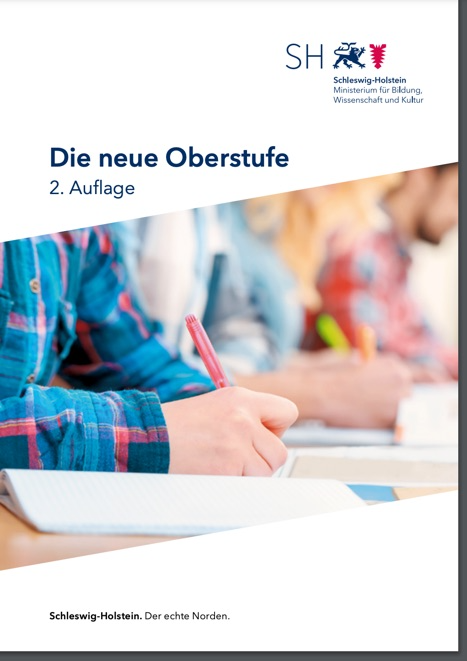 SH
Schleswig-Holstein
Ministerium für Bildung,
Wissenschaft und Kultur
Die neue Oberstufe
2. Auflage
Schleswig-Holstein. Der echte Norden.